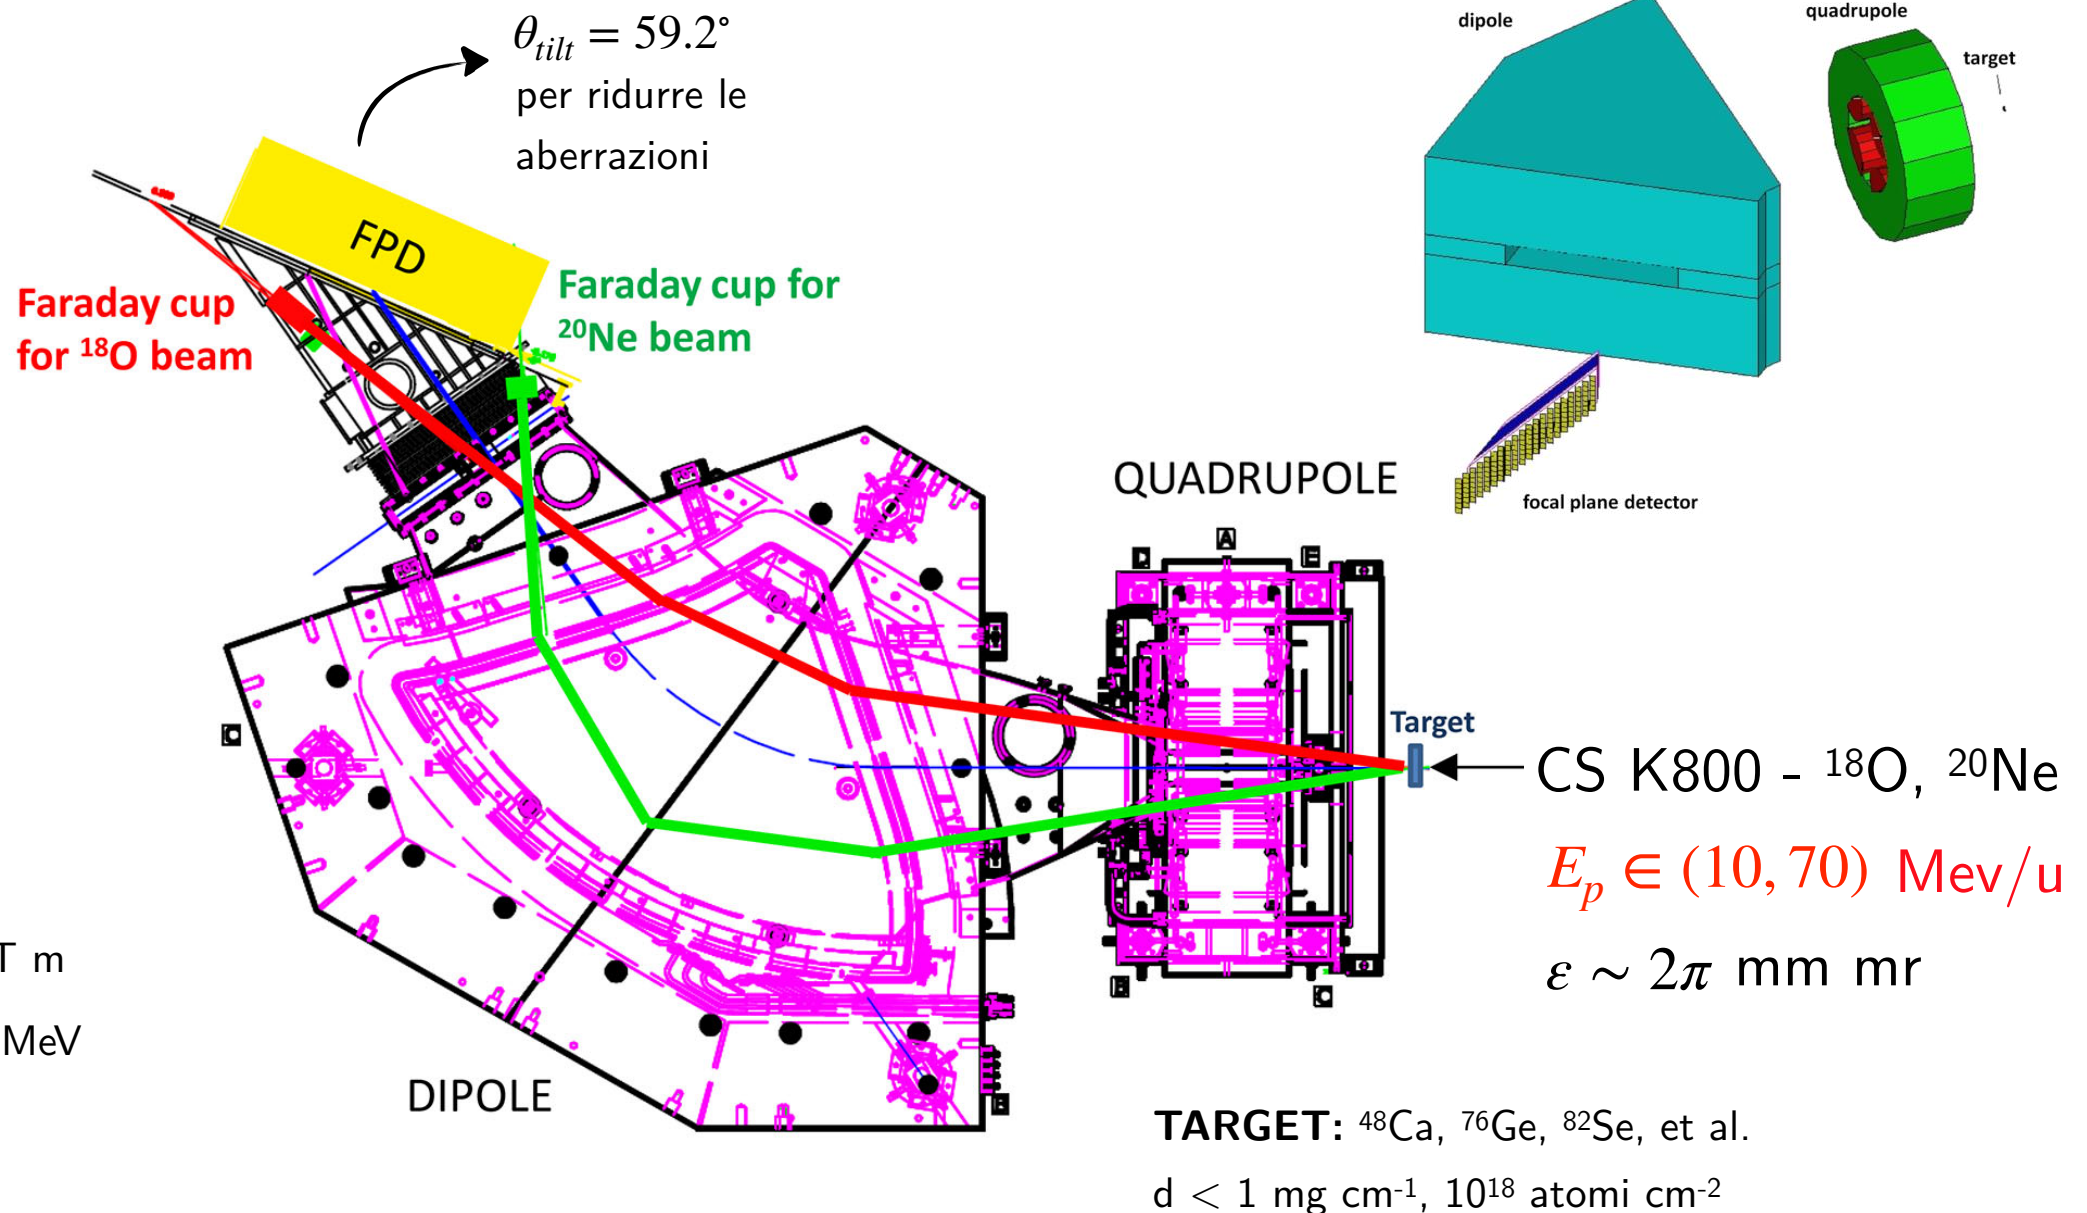 θtilt = 59.2°
per ridurre le
aberrazioni
dipole
quadrupole
target
FPD
Faraday cup
for ¹⁸O beam
Faraday cup for
²⁰Ne beam
focal plane detector
QUADRUPOLE
D
A
E
Target
CS K800 - ¹⁸O, ²⁰Ne
Eₚ ∈ (10, 70) Mev/u
ε ∼ 2π mm mr
C
B
C
T m
MeV
DIPOLE
B
TARGET: ⁴⁸Ca, ⁷⁶Ge, ⁸²Se, et al.
d < 1 mg cm⁻¹, 10¹⁸ atomi cm⁻²